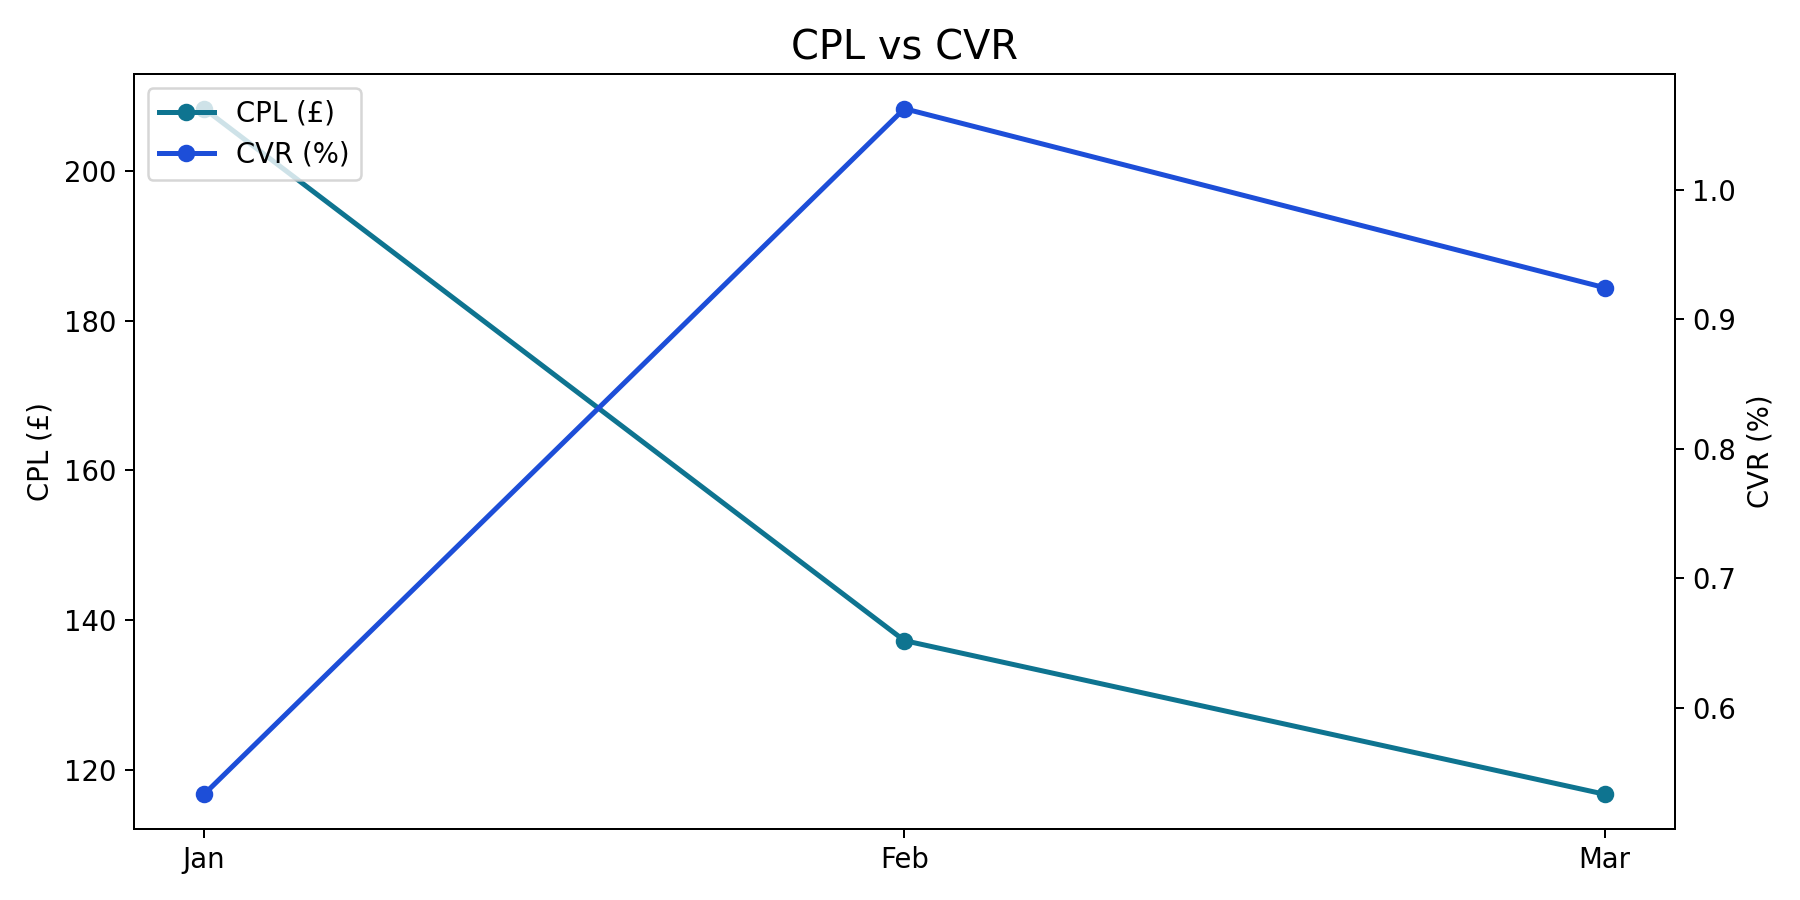 CPL vs CVR
CPL (£)
CVR (%)
200
180
160
140
120
CPL (£)
1.0
0.9
0.8
0.7
0.6
CVR (%)
Jan
Feb
Mar